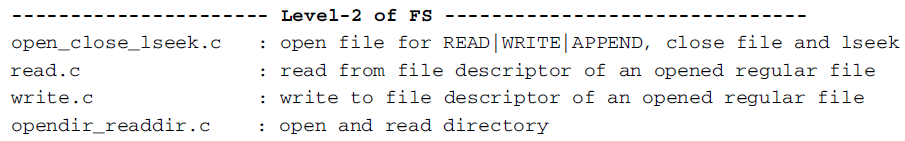 ---------------------- Level-2 of FS -------------------------------
open_close_lseek.c   : open file for READ|WRITE|APPEND, close file and lseek
read.c               : read from file descriptor of an opened regular file
write.c              : write to file descriptor of an opened regular file
opendir_readdir.c    : open and read directory